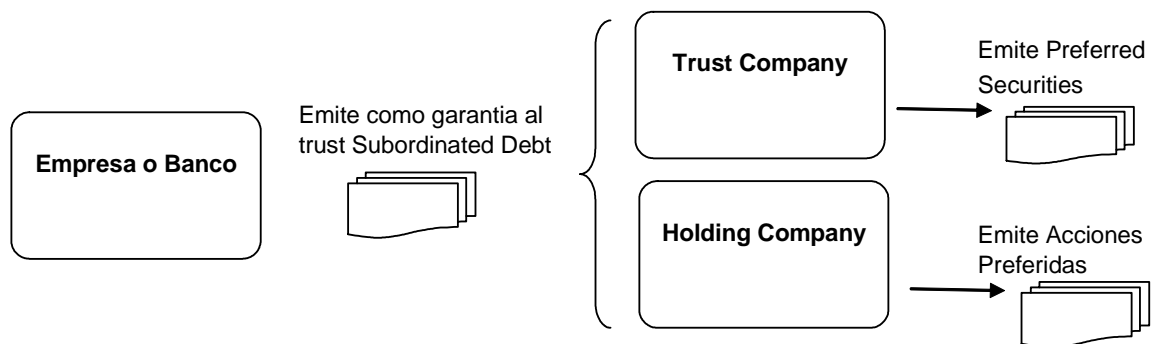 Empresa o Banco
Emite como garantia al
trust Subordinated Debt
Trust Company
Emite Preferred
Securities
Holding Company
Emite Acciones
Preferidas